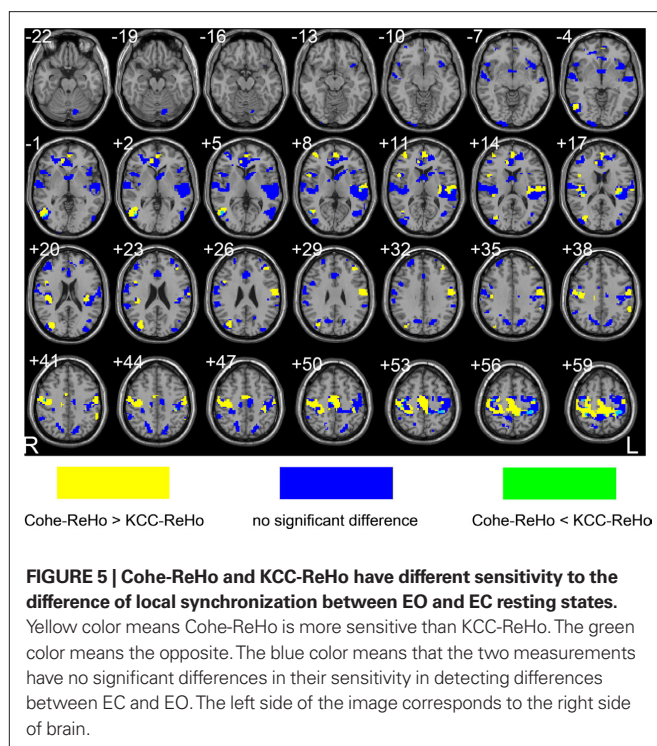 -22 -19 -16 -13 -10 -7 -4
-1 +2 +5 +8 +11 +14 +17
+20 +23 +26 +29 +32 +35 +38
+41 +44 +47 +50 +53 +56 +59
R L
Cohe-ReHo > KCC-ReHo no significant difference Cohe-ReHo < KCC-ReHo
FIGURE 5 | Cohe-ReHo and KCC-ReHo have different sensitivity to the
difference of local synchronization between EO and EC resting states.
Yellow color means Cohe-ReHo is more sensitive than KCC-ReHo. The green
color means the opposite. The blue color means that the two measurements
have no significant differences in their sensitivity in detecting differences
between EC and EO. The left side of the image corresponds to the right side
of brain.